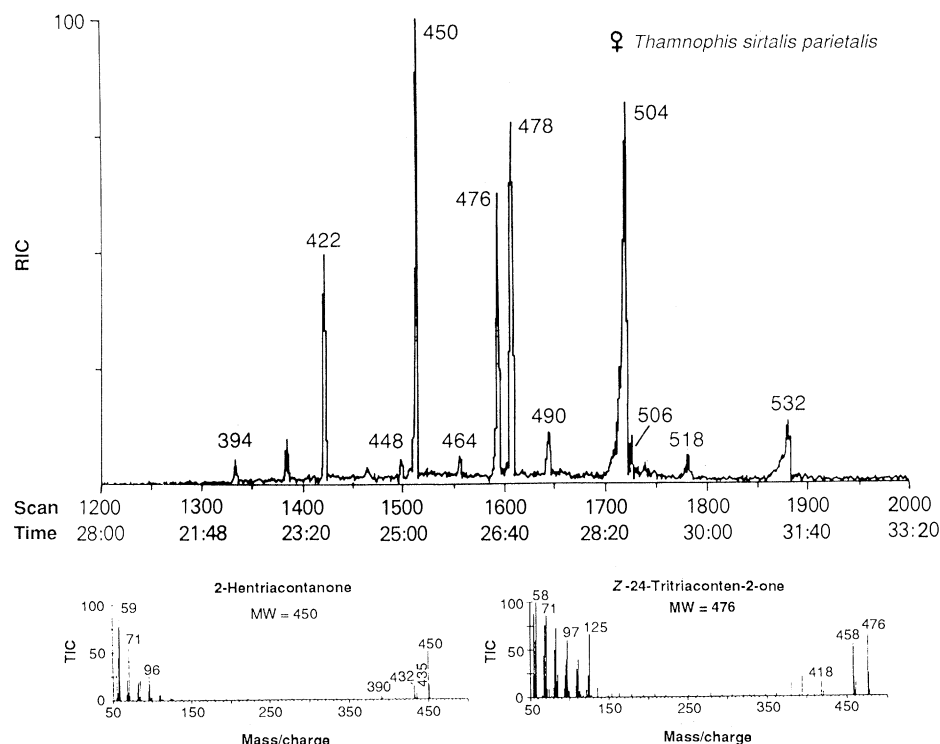 100
450
♀ Thamnophis sirtalis parietalis
504
478
476
422
RIC
532
490
506
394
448
464
518
Scan 1200 1300 1400 1500 1600 1700 1800 1900 2000
Time 28:00 21:48 23:20 25:00 26:40 28:20 30:00 31:40 33:20
2-Hentriacontanone
MW = 450
100
59
71
TIC
50
96
450
435
432
390
0
50 150 250 350 450
Mass/charge
Z-24-Tritriaconten-2-one
MW = 476
100
58
71
TIC
50
97
125
458
476
418
0
50 150 250 350 450
Mass/charge